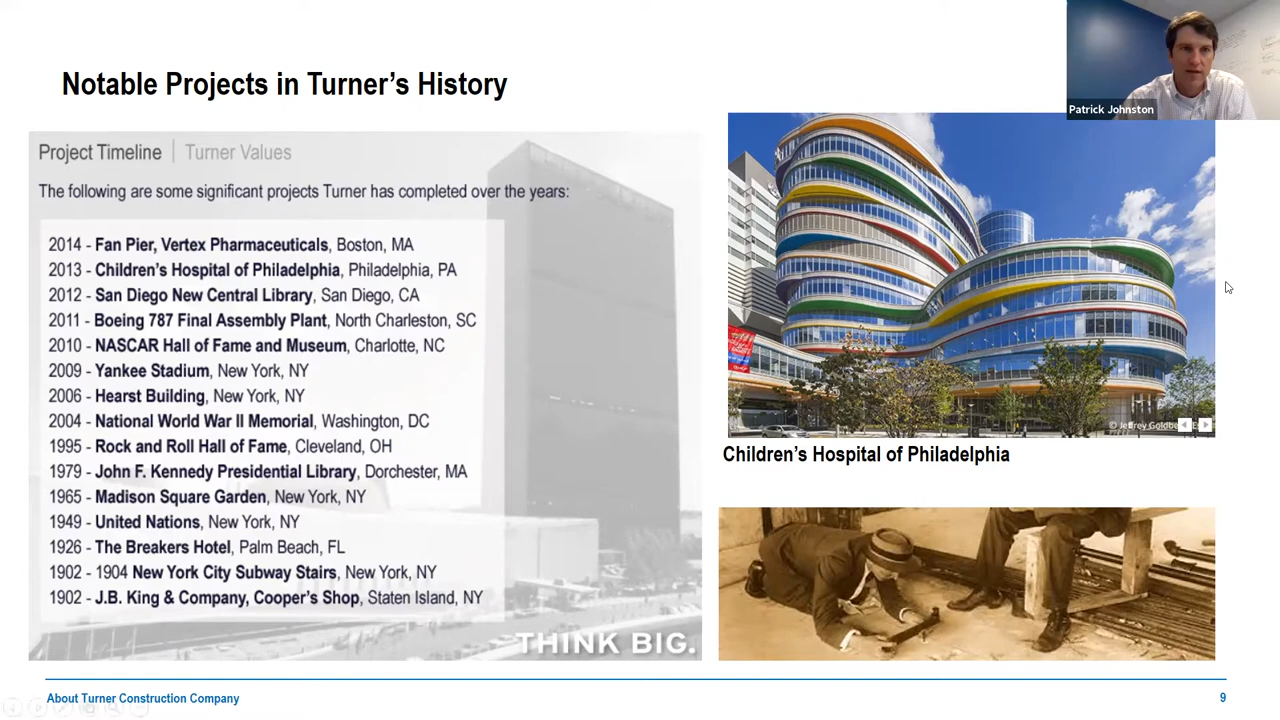 Notable Projects in Turner's History
Patrick Johnston
Project Timeline | Turner Values
The following are some significant projects Turner has completed over the years:
2014 - Fan Pier, Vertex Pharmaceuticals, Boston, MA
2013 - Children's Hospital of Philadelphia, Philadelphia, PA
2012 - San Diego New Central Library, San Diego, CA
2011 - Boeing 787 Final Assembly Plant, North Charleston, SC
2010 - NASCAR Hall of Fame and Museum, Charlotte, NC
2009 - Yankee Stadium, New York, NY
2006 - Hearst Building, New York, NY
2004 - National World War II Memorial, Washington, DC
1995 - Rock and Roll Hall of Fame, Cleveland, OH
1979 - John F. Kennedy Presidential Library, Dorchester, MA
1965 - Madison Square Garden, New York, NY
1949 - United Nations, New York, NY
1926 - The Breakers Hotel, Palm Beach, FL
1902 - 1904 New York City Subway Stairs, New York, NY
1902 - J.B. King & Company, Cooper's Shop, Staten Island, NY
THINK BIG.
© Jeffrey
Children's Hospital of Philadelphia
About Turner Construction Company
9